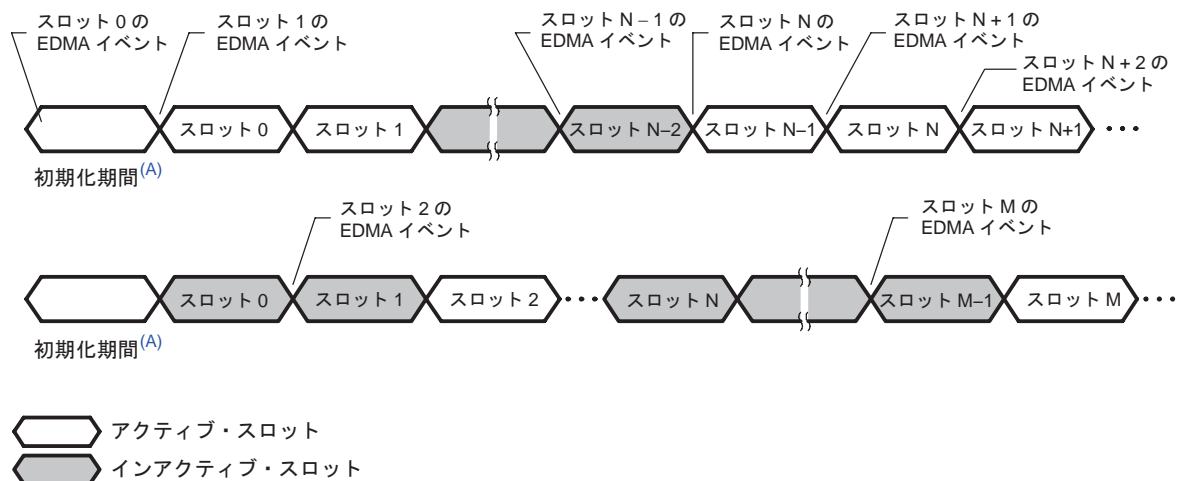 スロット 0 の
EDMA イベント
スロット 1 の
EDMA イベント
スロット N – 1 の
EDMA イベント
スロット N の
EDMA イベント
スロット N + 1 の
EDMA イベント
スロット N + 2 の
EDMA イベント
スロット 0
スロット 1
スロット N–2
スロット N–1
スロット N
スロット N+1
初期化期間(A)
スロット 2 の
EDMA イベント
スロット M の
EDMA イベント
スロット 0
スロット 1
スロット 2
スロット N
スロット M–1
スロット M
初期化期間(A)
アクティブ・スロット
インアクティブ・スロット